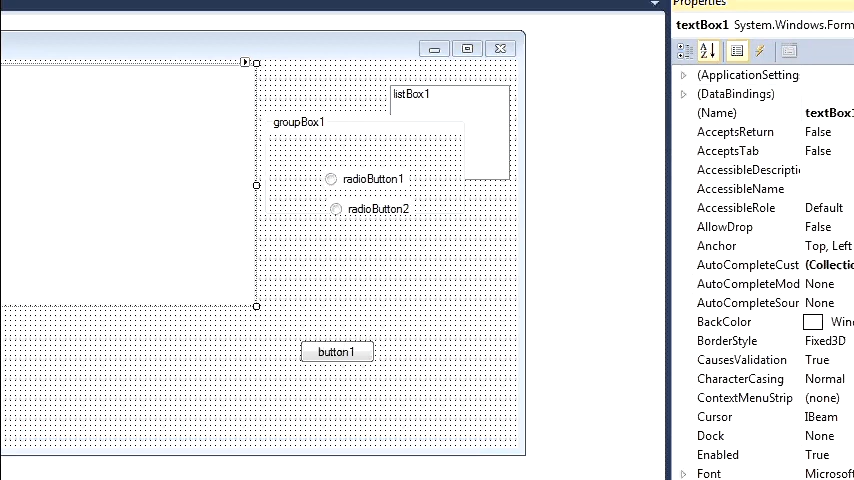 Properties
textBox1 System.Windows.Form
(ApplicationSetting
(DataBindings)
(Name) textBox1
AcceptsReturn False
AcceptsTab False
AccessibleDescripti
AccessibleName
AccessibleRole Default
AllowDrop False
Anchor Top, Left
AutoCompleteCust (Collectio
AutoCompleteMod None
AutoCompleteSour None
BackColor Wind
BorderStyle Fixed3D
CausesValidation True
CharacterCasing Normal
ContextMenuStrip (none)
Cursor IBeam
Dock None
Enabled True
Font Microsoft
listBox1
groupBox1
radioButton1
radioButton2
button1